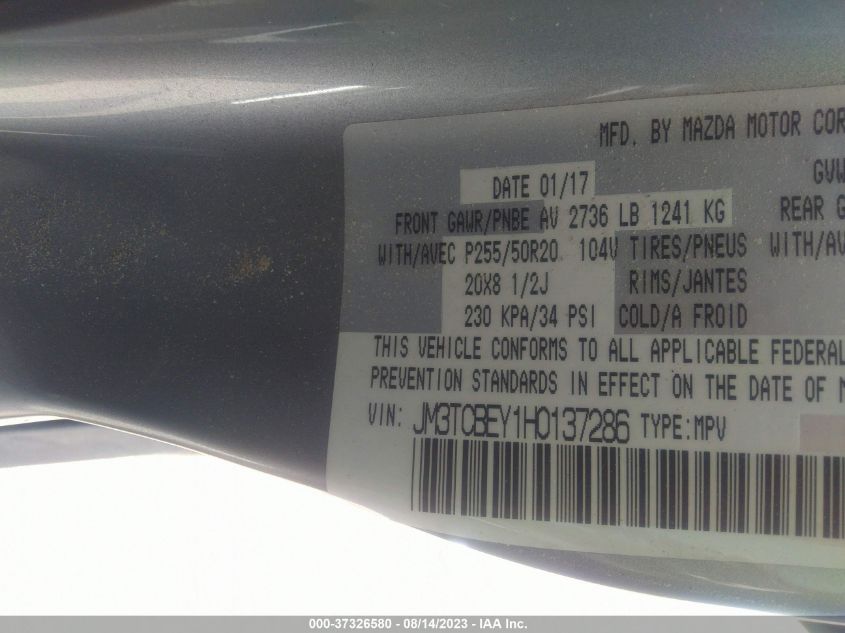 MFD. BY MAZDA MOTOR COR
GVW
DATE 01/17
FRONT GAWR/PNBE AV 2736 LB 1241 KG REAR G
WITH/AVEC P255/50R20 104V TIRES/PNEUS WITH/AV
20X8 1/2J RIMS/JANTES
230 KPA/34 PSI COLD/A FROID
THIS VEHICLE CONFORMS TO ALL APPLICABLE FEDERAL
PREVENTION STANDARDS IN EFFECT ON THE DATE OF M
VIN: JM3TCBEY1H0137286 TYPE:MPV
000-37326580 - 08/14/2023 - IAA Inc.